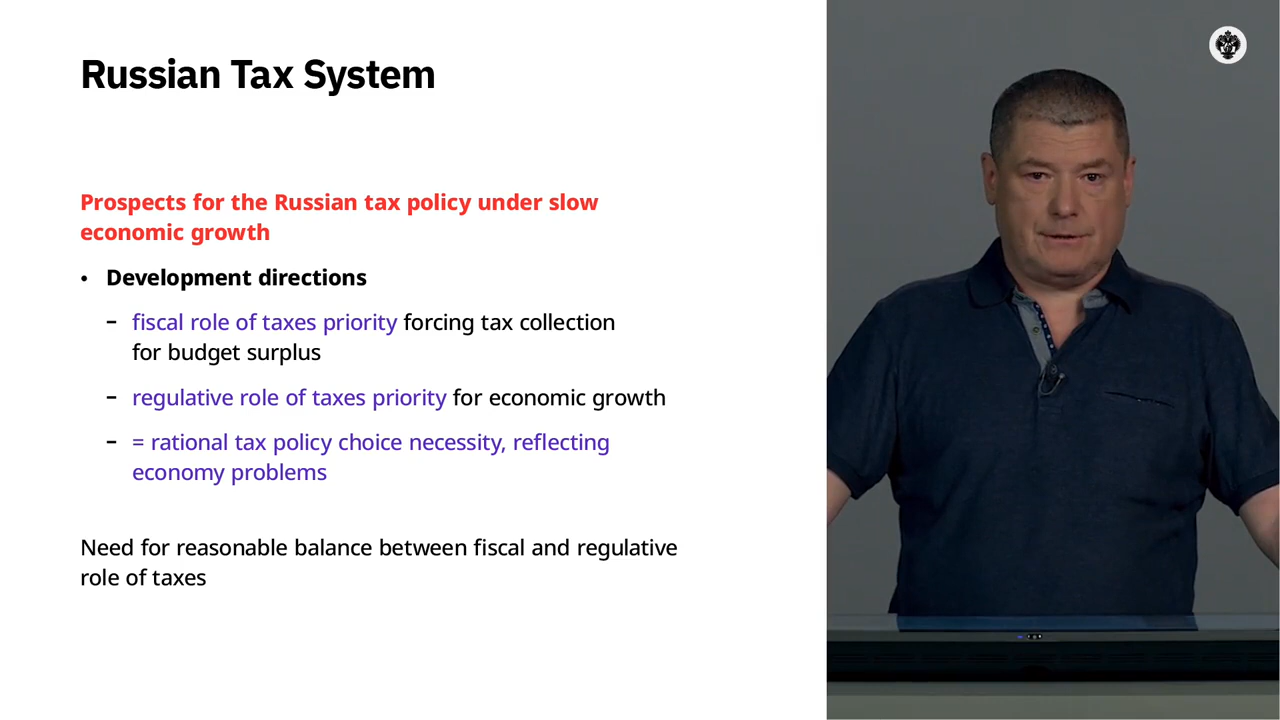 Russian Tax System
Prospects for the Russian tax policy under slow
economic growth
• Development directions
– fiscal role of taxes priority forcing tax collection
for budget surplus
– regulative role of taxes priority for economic growth
– = rational tax policy choice necessity, reflecting
economy problems
Need for reasonable balance between fiscal and regulative
role of taxes